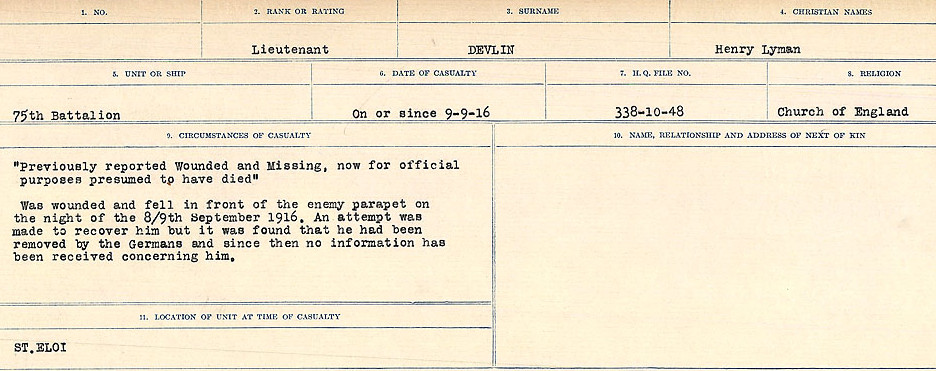 1. NO. 2. RANK OR RATING 3. SURNAME 4. CHRISTIAN NAMES
Lieutenant DEVLIN Henry Lyman
5. UNIT OR SHIP 6. DATE OF CASUALTY 7. H.Q. FILE NO. 8. RELIGION
75th Battalion On or since 9-9-16 338-10-48 Church of England
9. CIRCUMSTANCES OF CASUALTY
"Previously reported Wounded and Missing, now for official
purposes presumed to have died"
Was wounded and fell in front of the enemy parapet on
the night of the 8/9th September 1916. An attempt was
made to recover him but it was found that he had been
removed by the Germans and since then no information has
been received concerning him.
10. NAME, RELATIONSHIP AND ADDRESS OF NEXT OF KIN
11. LOCATION OF UNIT AT TIME OF CASUALTY
ST.ELOI